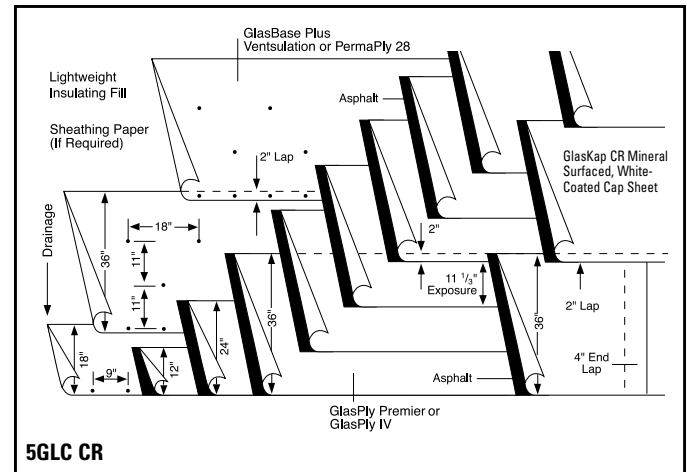 GlasBase Plus
Ventsulation or PermaPly 28
Lightweight
Insulating Fill
Asphalt
Sheathing Paper
(If Required)
2" Lap
GlasKap CR Mineral
Surfaced, White-
Coated Cap Sheet
Drainage
18"
2"
36"
11"
11"
36"
11 1/3"
Exposure
36"
2" Lap
18"
9"
12"
24"
4" End
Lap
Asphalt
GlasPly Premier or
GlasPly IV
5GLC CR